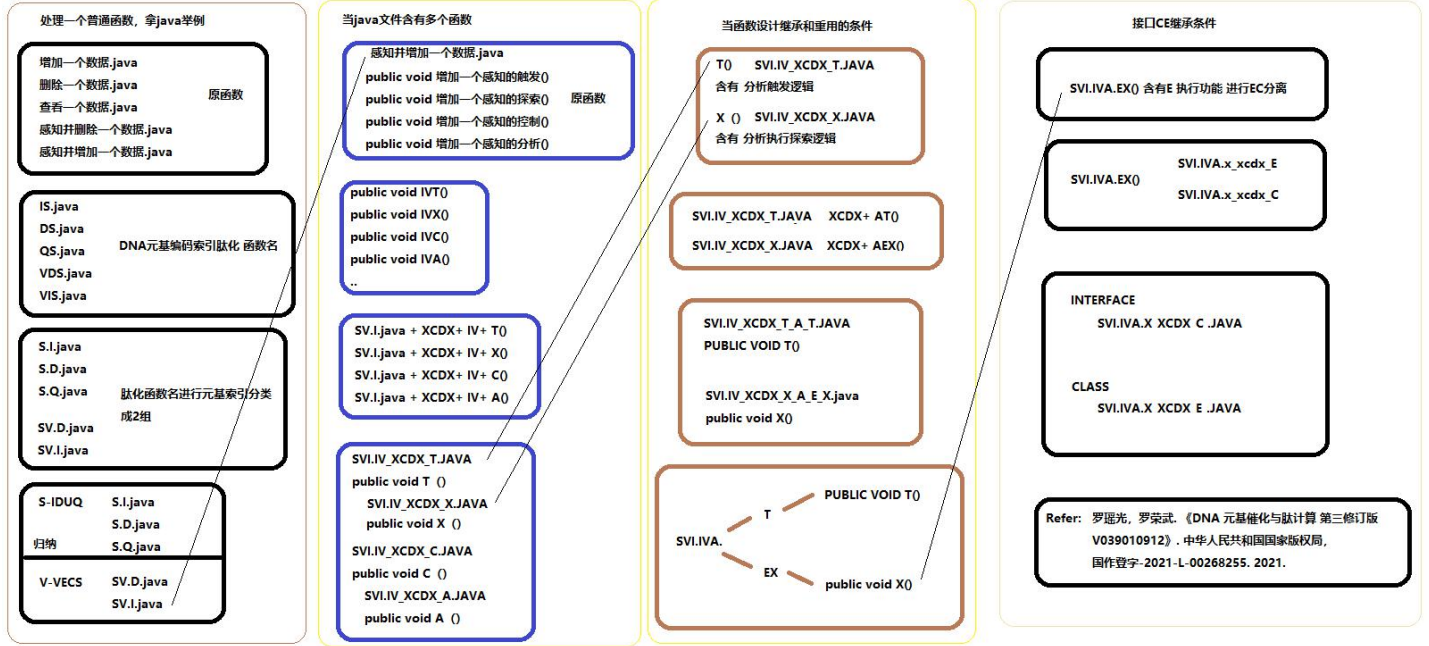 处理一个普通函数，拿java举例
增加一个数据.java
删除一个数据.java
查看一个数据.java
感知并删除一个数据.java
感知并增加一个数据.java
原函数
IS.java
DS.java
QS.java
VDS.java
VIS.java
DNA元基编码索引肽化 函数名
S.I.java
S.D.java
S.Q.java
SV.D.java
SV.I.java
肽化函数名进行元基索引分类
成2组
S-IDUQ
S.I.java
S.D.java
S.Q.java
归纳
V-VECS
SV.D.java
SV.I.java
当java文件含有多个函数
感知并增加一个数据.java
public void 增加一个感知的触发()
public void 增加一个感知的探索()
public void 增加一个感知的控制()
public void 增加一个感知的分析()
原函数
public void IVT()
public void IVX()
public void IVC()
public void IVA()
..
SV.I.java + XCDX+ IV+ T()
SV.I.java + XCDX+ IV+ X()
SV.I.java + XCDX+ IV+ C()
SV.I.java + XCDX+ IV+ A()
SVI.IV_XCDX_T.JAVA
public void T （）
SVI.IV_XCDX_X.JAVA
public void X （）
SVI.IV_XCDX_C.JAVA
public void C （）
SVI.IV_XCDX_A.JAVA
public void A （）
当函数设计继承和重用的条件
T() SVI.IV_XCDX_T.JAVA
含有 分析触发逻辑
X （） SVI.IV_XCDX_X.JAVA
含有 分析执行探索逻辑
SVI.IV_XCDX_T.JAVA XCDX+ AT()
SVI.IV_XCDX_X.JAVA XCDX+ AEX()
SVI.IV_XCDX_T_A_T.JAVA
PUBLIC VOID T()
SVI.IV_XCDX_X_A_E_X.java
public void X()
SVI.IVA.
T
PUBLIC VOID T()
EX
public void X()
接口CE继承条件
SVI.IVA.EX() 含有E 执行功能 进行EC分离
SVI.IVA.EX()
SVI.IVA.x_xcdx_E
SVI.IVA.x_xcdx_C
INTERFACE
SVI.IVA.X XCDX C .JAVA
CLASS
SVI.IVA.X XCDX E .JAVA
Refer: 罗瑶光，罗荣武. 《DNA 元基催化与肽计算 第三修订版
V039010912》. 中华人民共和国国家版权局，
国作登字-2021-L-00268255. 2021.